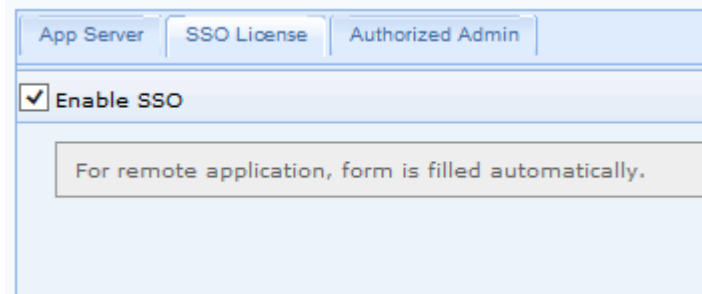 App Server SSO License Authorized Admin
Enable SSO
For remote application, form is filled automatically.